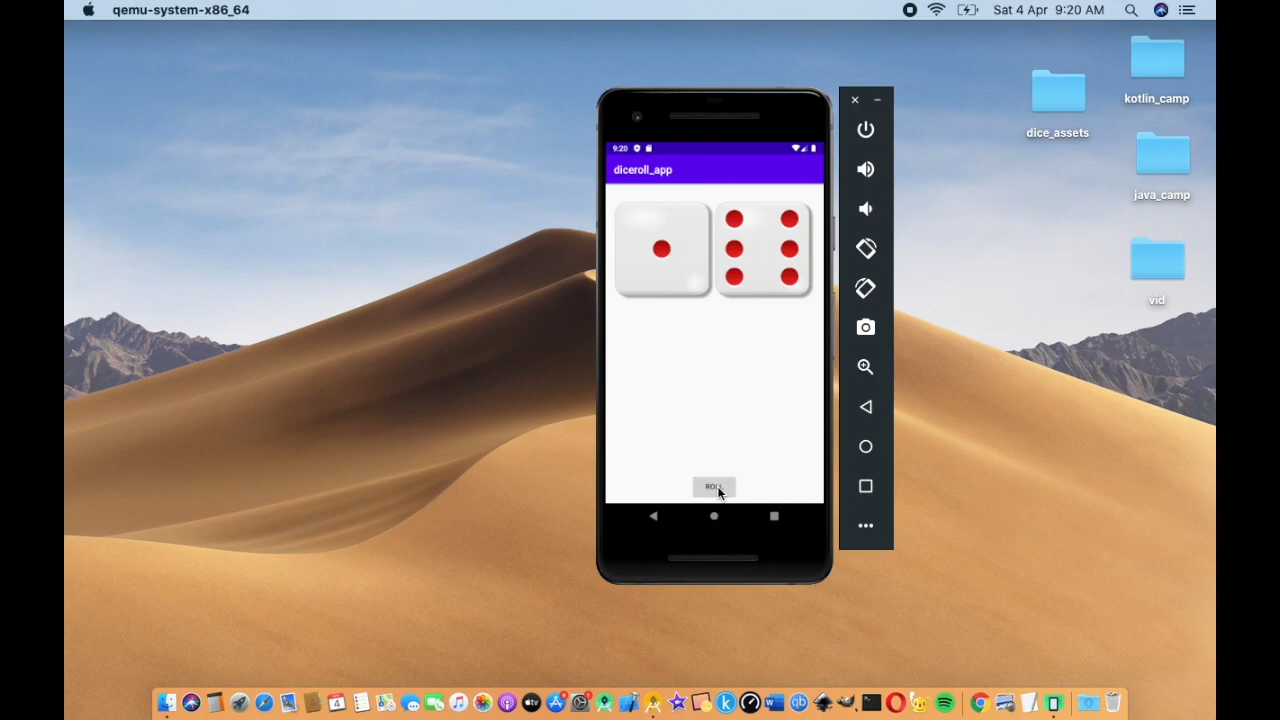 qemu-system-x86_64
Sat 4 Apr 9:20 AM
kotlin_camp
dice_assets
java_camp
vid
9:20
diceroll_app
ROLL